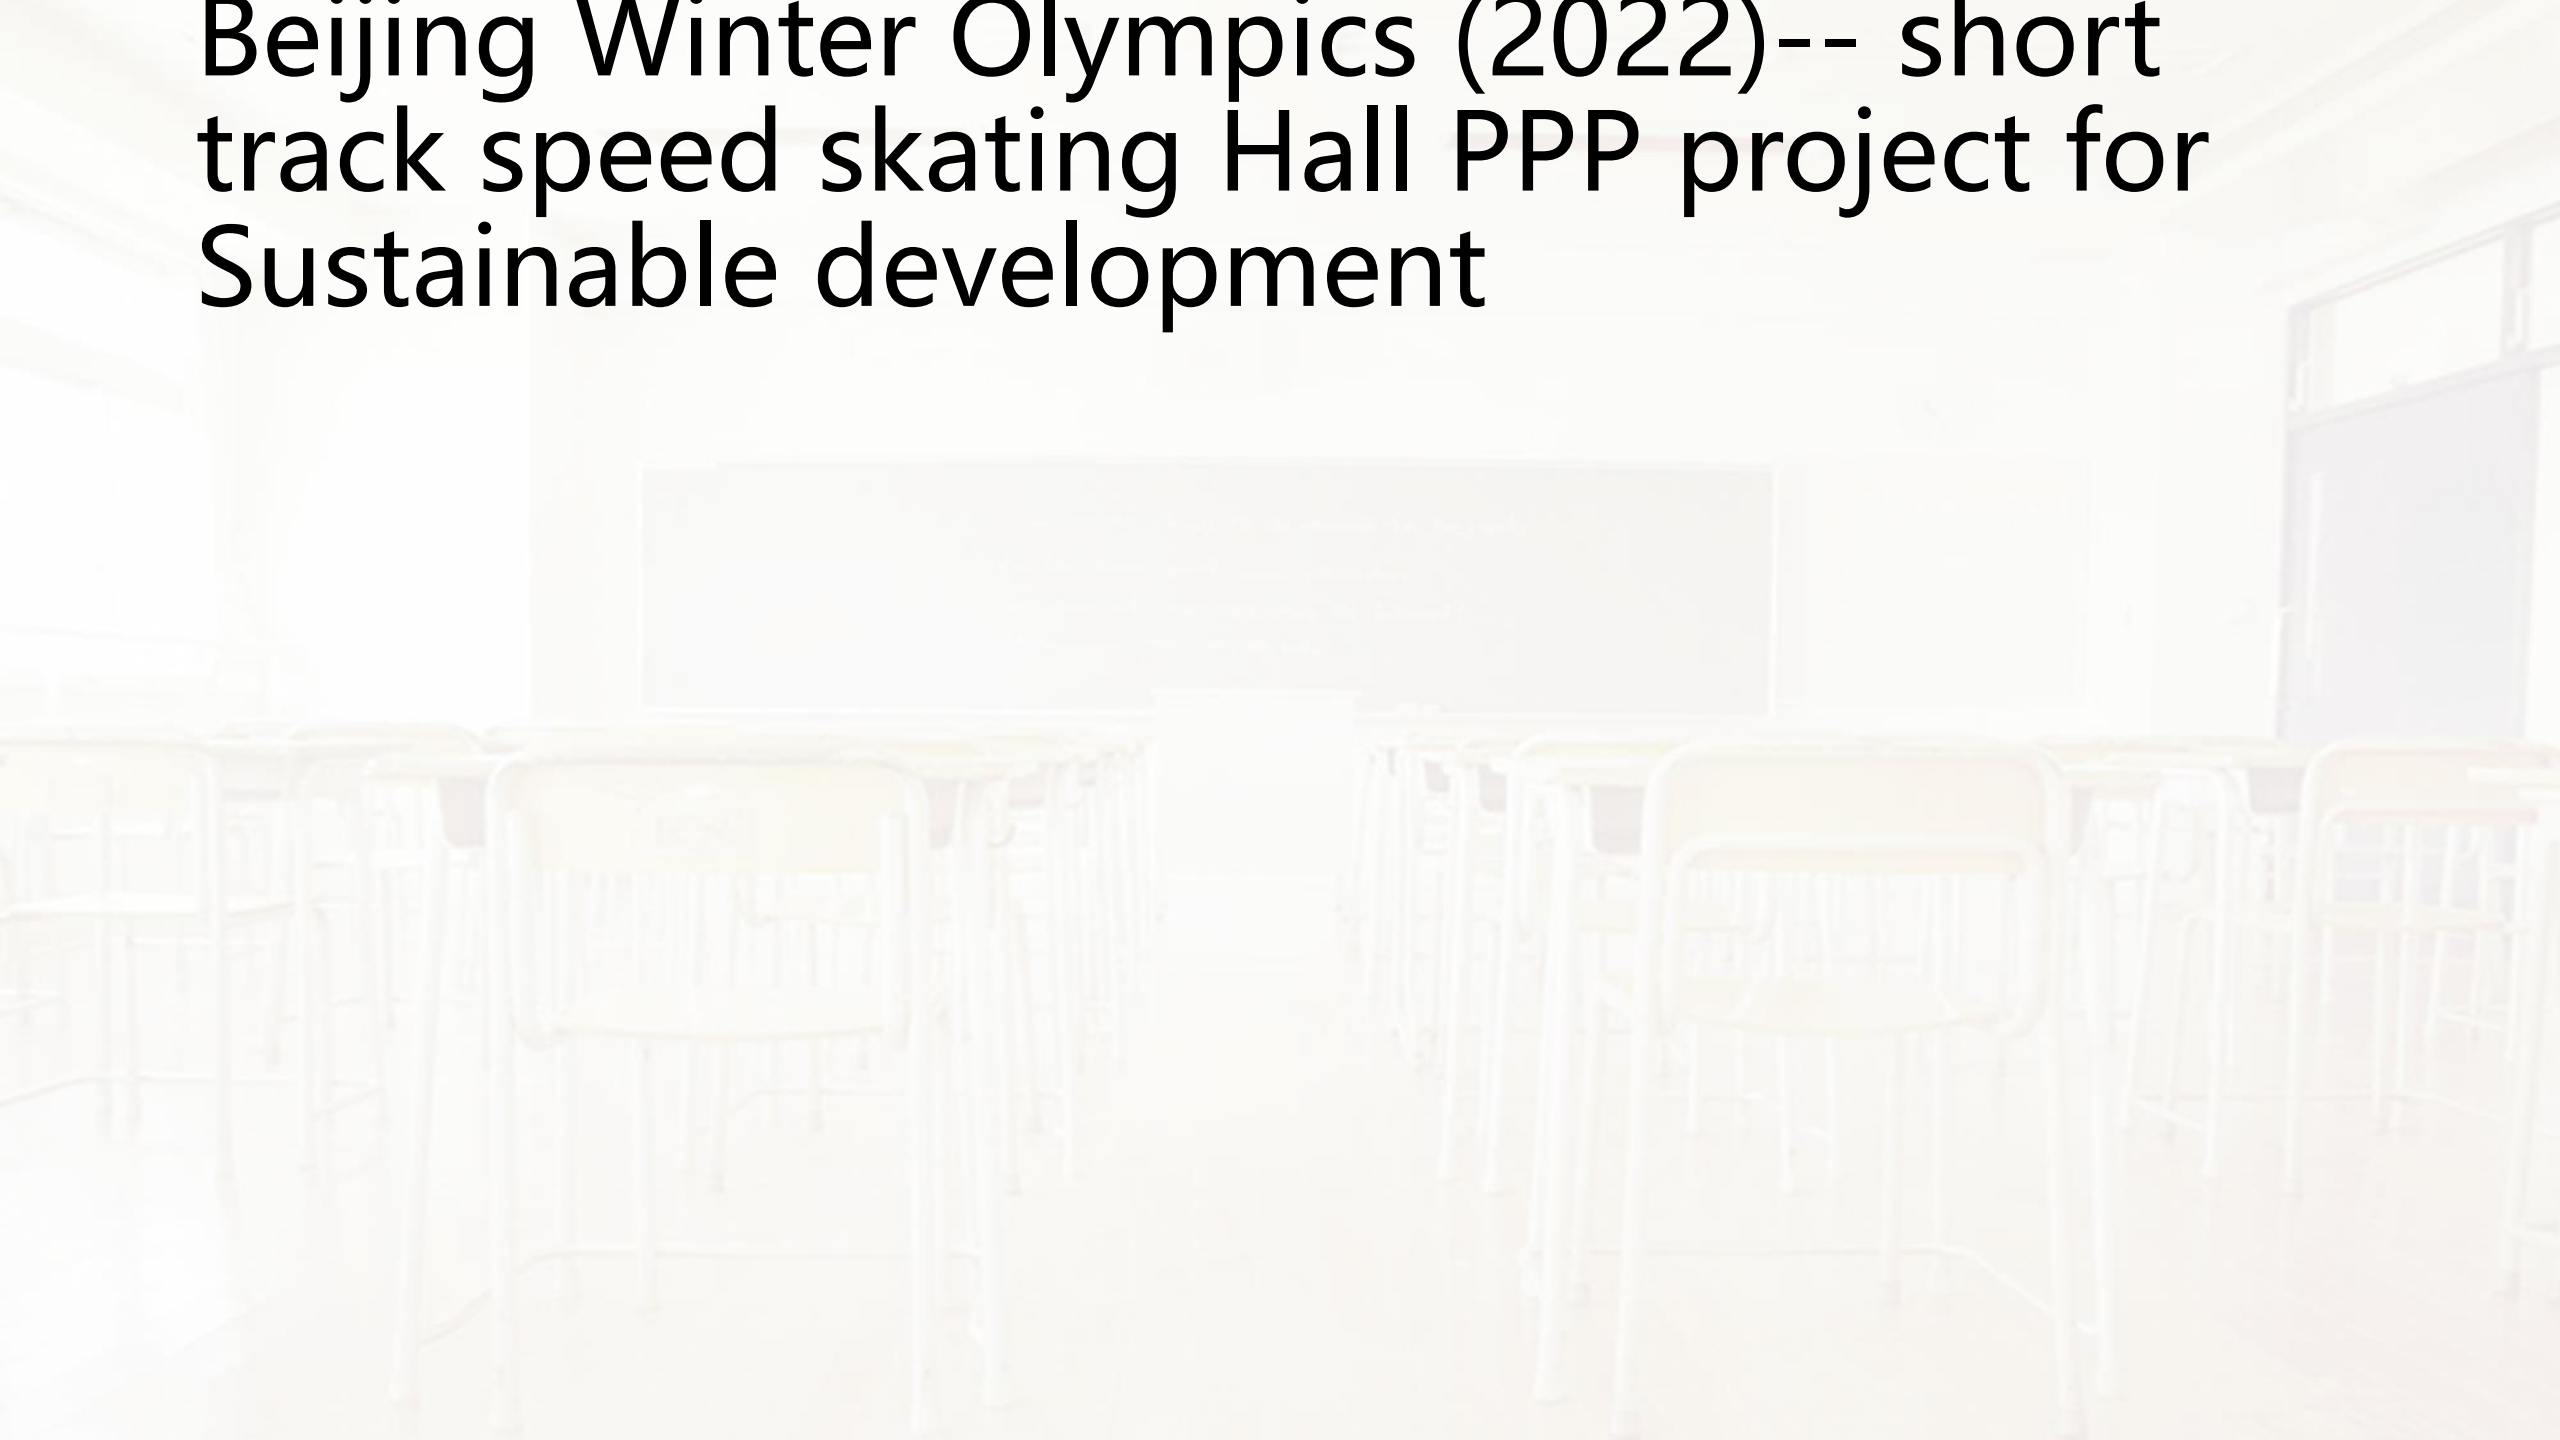 Beijing Winter Olympics (2022)-- short
track speed skating Hall PPP project for
Sustainable development